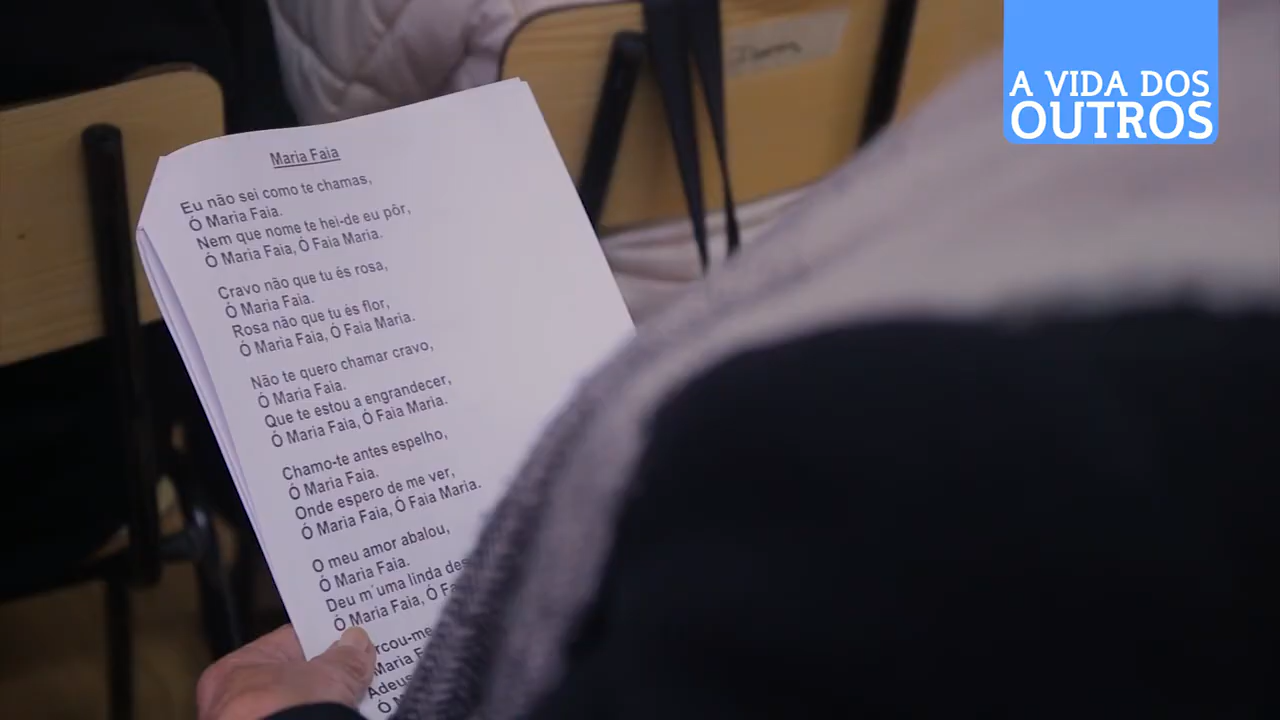 A VIDA DOS
OUTROS
Maria Faia
Eu não sei como te chamas,
Ó Maria Faia.
Nem que nome te hei-de eu pôr,
Ó Maria Faia, Ó Faia Maria.
Cravo não que tu és rosa,
Ó Maria Faia.
Rosa não que tu és flor,
Ó Maria Faia, Ó Faia Maria.
Não te quero chamar cravo,
Ó Maria Faia.
Que te estou a engrandecer,
Ó Maria Faia, Ó Faia Maria.
Chamo-te antes espelho,
Ó Maria Faia.
Onde espero de me ver,
Ó Maria Faia, Ó Faia Maria.
O meu amor abalou,
Ó Maria Faia.
Deu m´uma linda
Ó Maria Faia, Ó
Maria